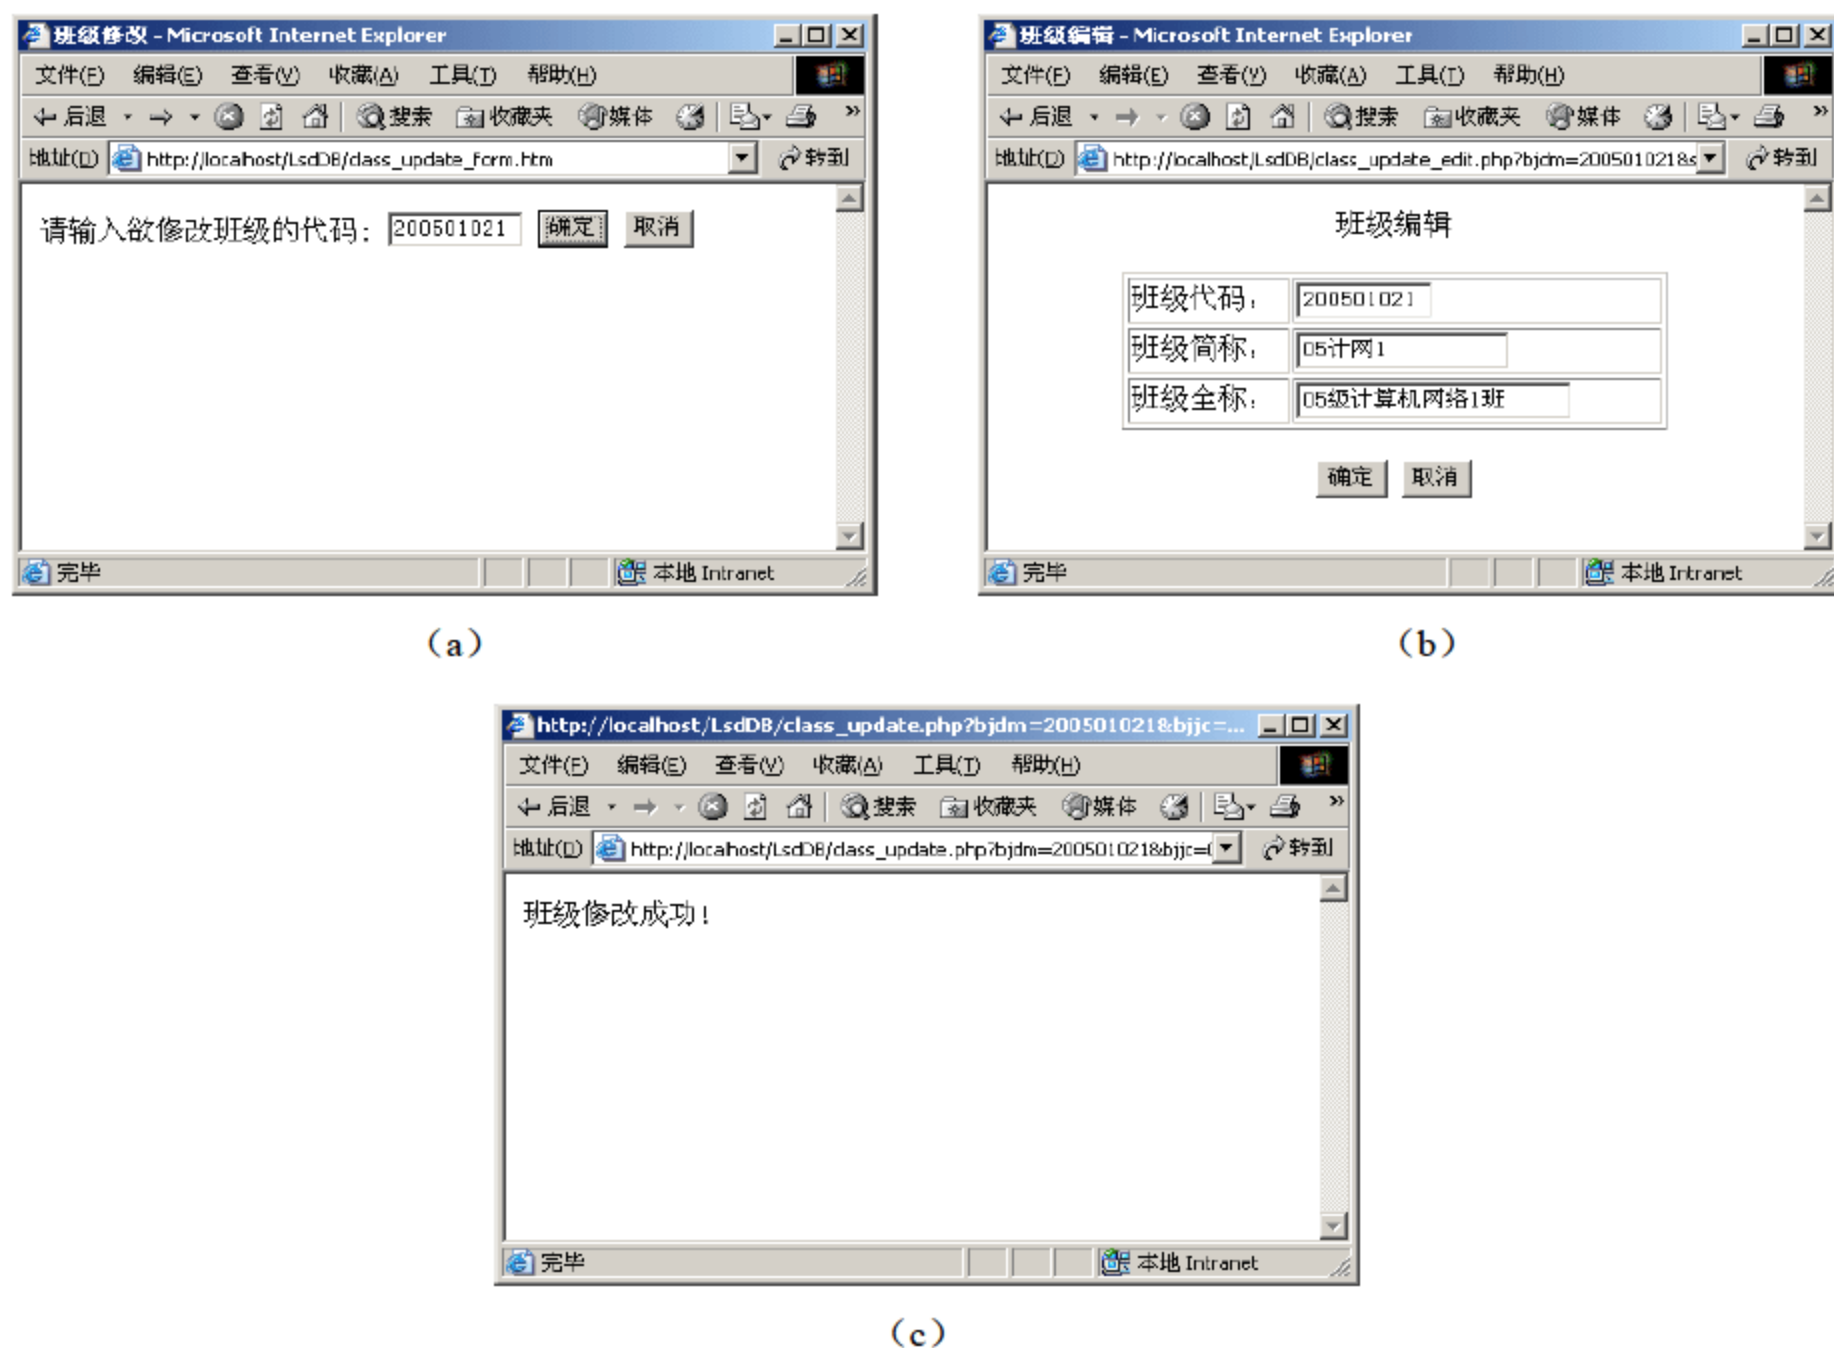 班级修改 - Microsoft Internet Explorer
文件(F) 编辑(E) 查看(V) 收藏(A) 工具(T) 帮助(H)
后退 搜索 收藏夹 媒体 »
地址(D) http://localhost/LsdDB/class_update_form.htm 转到
请输入欲修改班级的代码: 200501021 确定 取消
完毕 本地 Intranet
(a)
班级编辑 - Microsoft Internet Explorer
文件(F) 编辑(E) 查看(V) 收藏(A) 工具(T) 帮助(H)
后退 搜索 收藏夹 媒体 »
地址(D) http://localhost/LsdDB/class_update_edit.php?bjdm=200501021&s 转到
班级编辑
班级代码: 200501021
班级简称: 05计网1
班级全称: 05级计算机网络1班
确定 取消
完毕 本地 Intranet
(b)
http://localhost/LsdDB/class_update.php?bjdm=200501021&bjjc=...
文件(F) 编辑(E) 查看(V) 收藏(A) 工具(T) 帮助(H)
后退 搜索 收藏夹 媒体 »
地址(D) http://localhost/LsdDB/class_update.php?bjdm=200501021&bjjc=( 转到
班级修改成功!
完毕 本地 Intranet
(c)